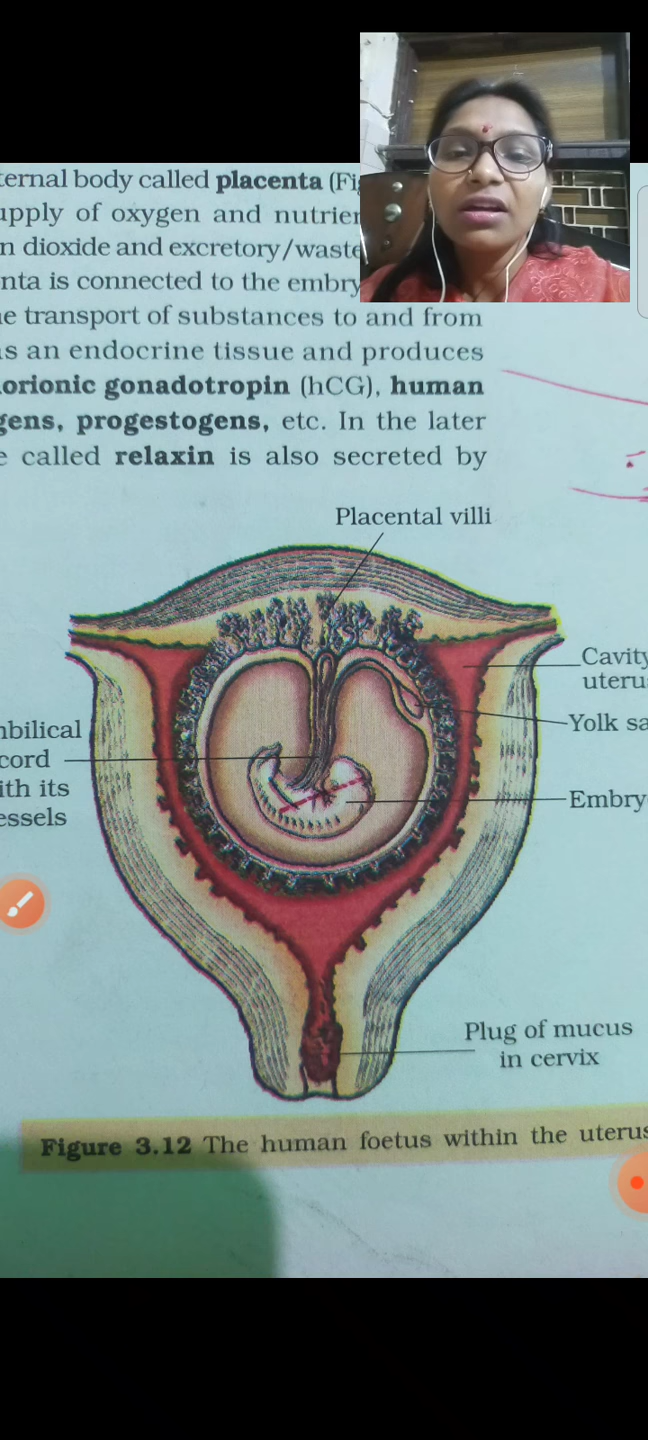 ternal body called placenta (Fi
upply of oxygen and nutrien
n dioxide and excretory/waste
nta is connected to the embry
e transport of substances to and from
as an endocrine tissue and produces
orionic gonadotropin (hCG), human
gens, progestogens, etc. In the later
e called relaxin is also secreted by
Placental villi
Cavity
uteru
Yolk sa
nbilical
cord
ith its
essels
Embry
Plug of mucus
in cervix
Figure 3.12 The human foetus within the uterus